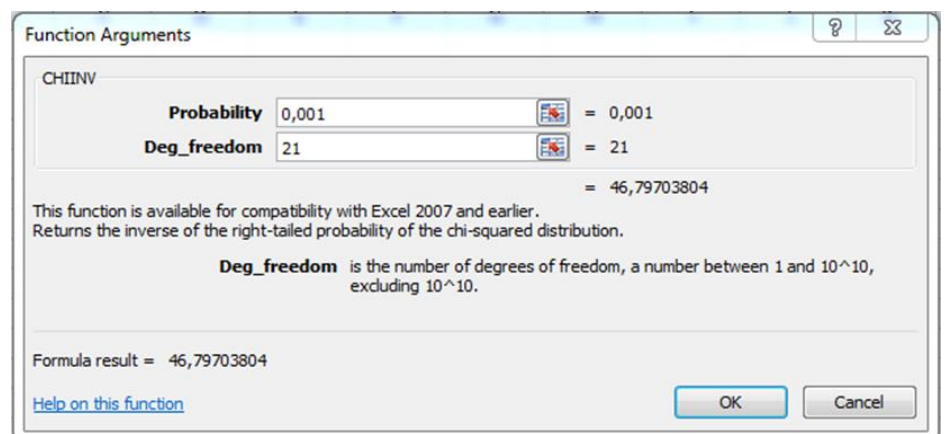 Function Arguments
CHIINV
Probability 0,001 = 0,001
Deg_freedom 21 = 21
= 46,79703804
This function is available for compatibility with Excel 2007 and earlier.
Returns the inverse of the right-tailed probability of the chi-squared distribution.
Deg_freedom is the number of degrees of freedom, a number between 1 and 10^10,
excluding 10^10.
Formula result = 46,79703804
Help on this function
OK Cancel